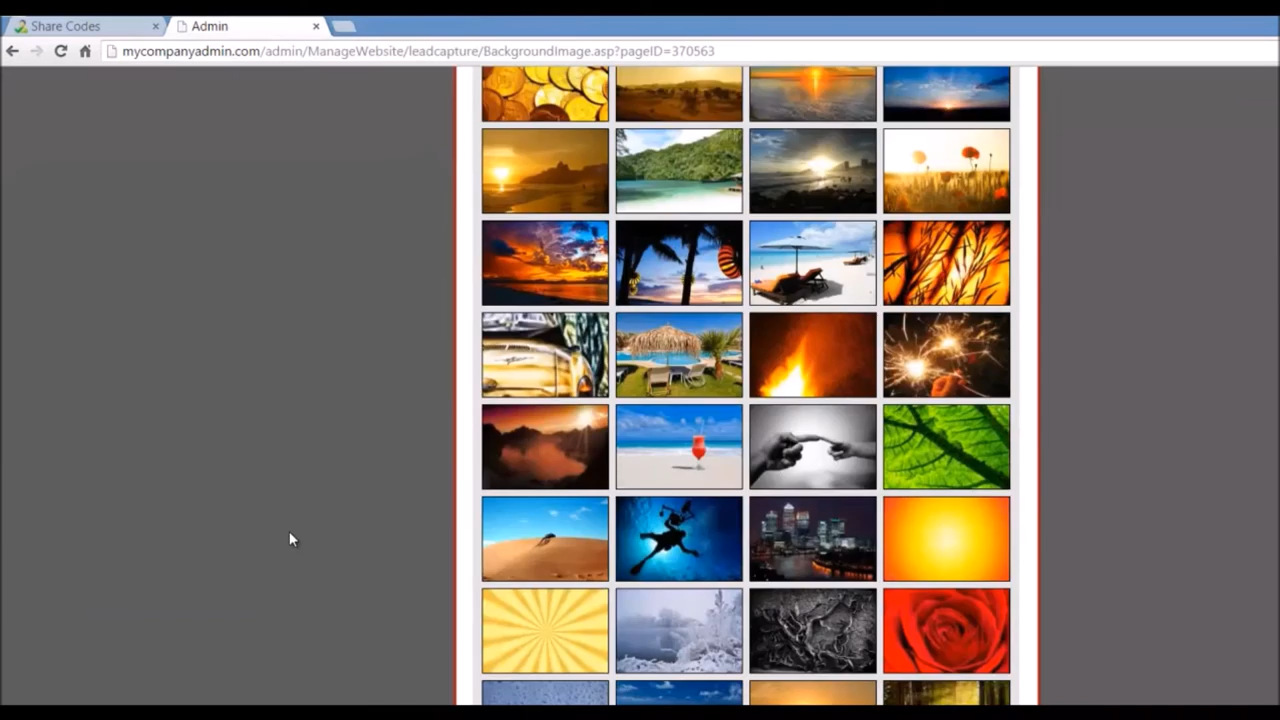 Share Codes
Admin
mycompanyadmin.com/admin/ManageWebsite/leadcapture/BackgroundImage.asp?pageID=370563